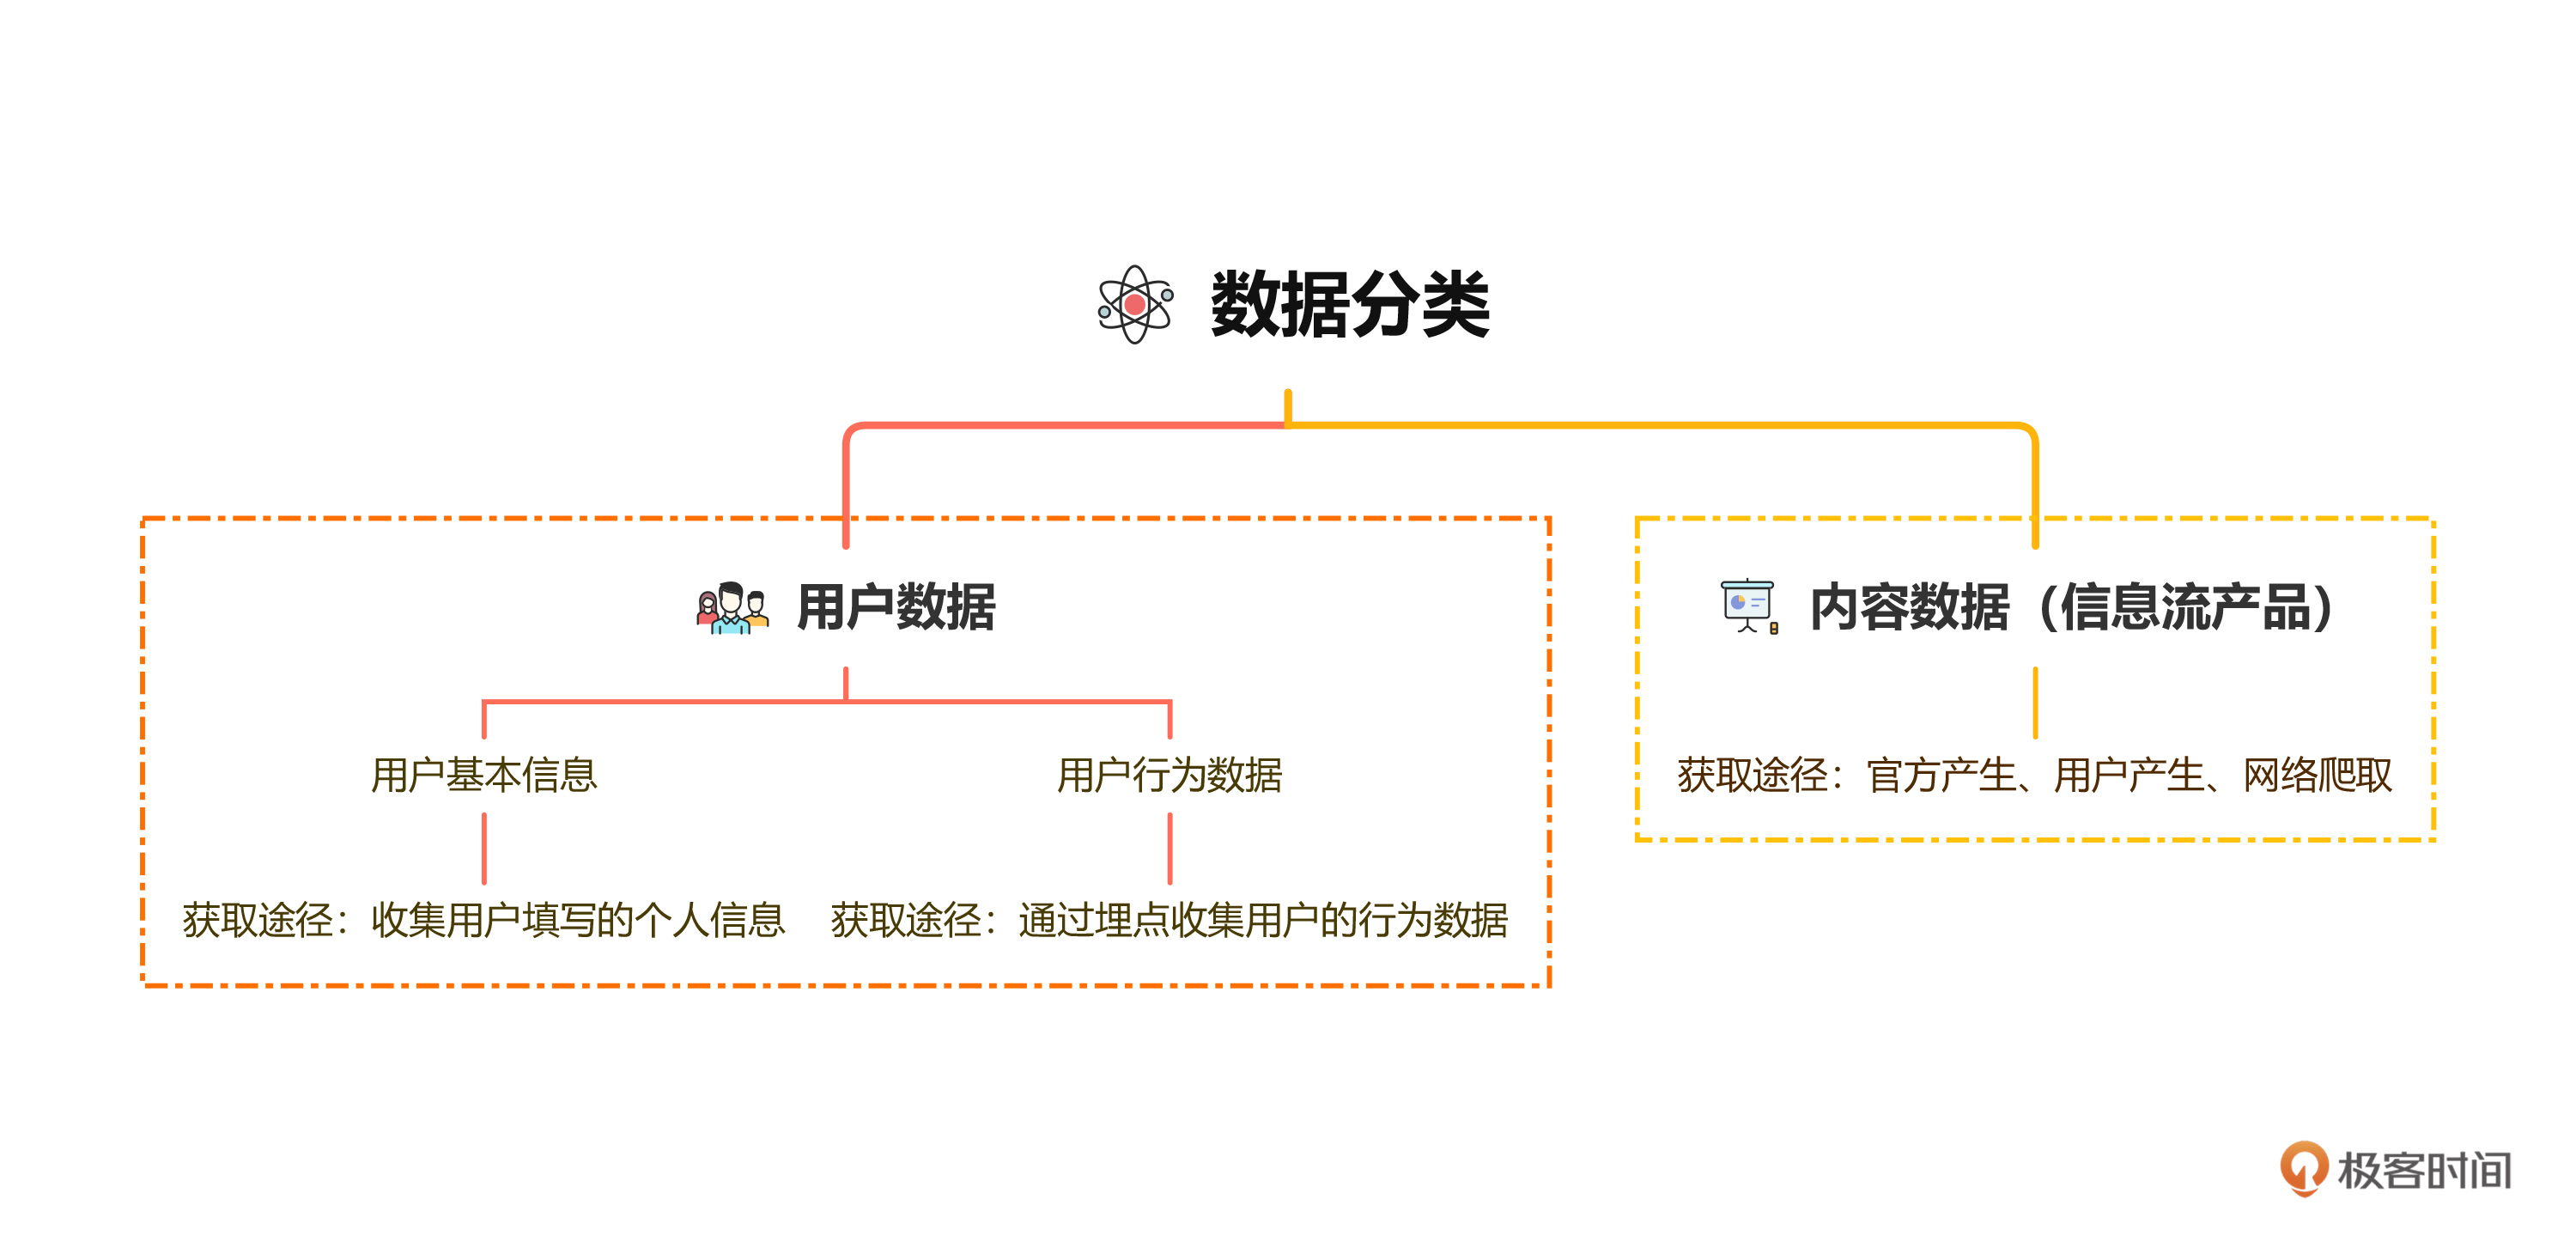 数据分类
用户数据
内容数据（信息流产品）
用户基本信息
用户行为数据
获取途径：官方产生、用户产生、网络爬取
获取途径：收集用户填写的个人信息
获取途径：通过埋点收集用户的行为数据
极客时间